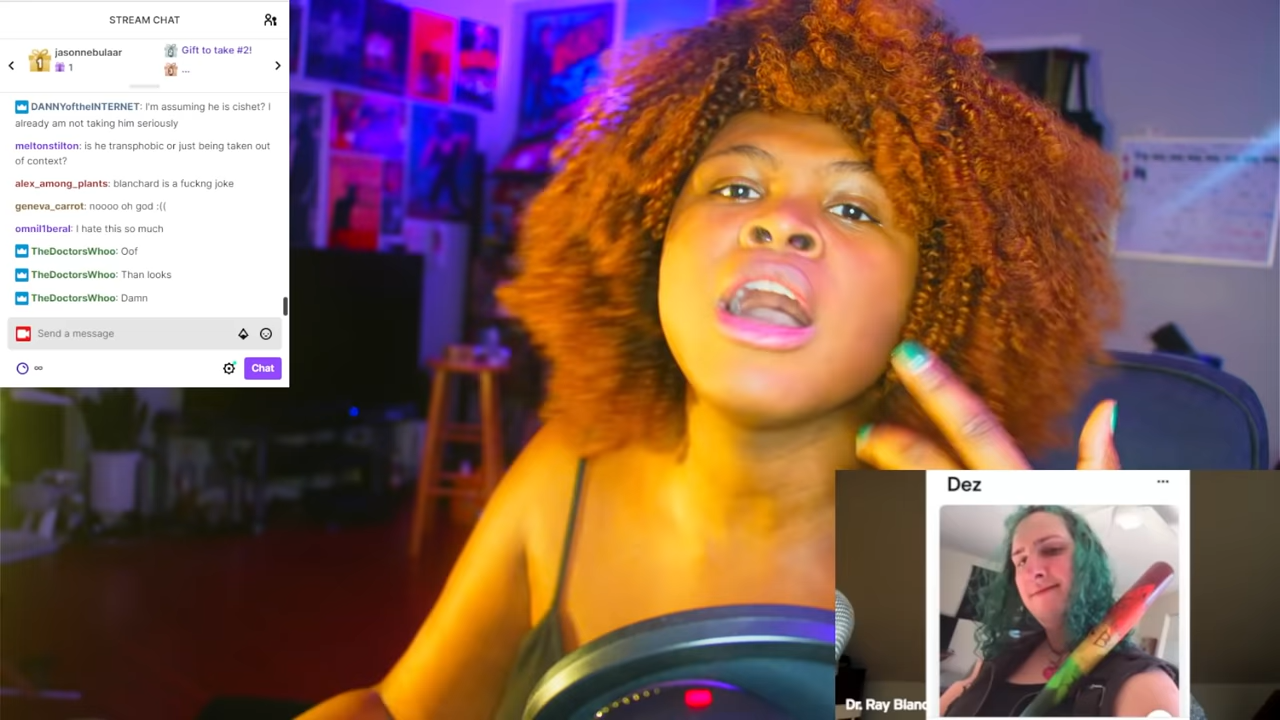 STREAM CHAT
jasonnebulaar
1
Gift to take #2!
...
DANNYoftheINTERNET: I'm assuming he is cishet? I
already am not taking him seriously
meltonstilton: is he transphobic or just being taken out
of context?
alex_among_plants: blanchard is a fuckng joke
geneva_carrot: noooo oh god :((
omnil1beral: I hate this so much
TheDoctorsWhoo: Oof
TheDoctorsWhoo: Than looks
TheDoctorsWhoo: Damn
Send a message
∞
Chat
Dez
Dr. Ray Blanc